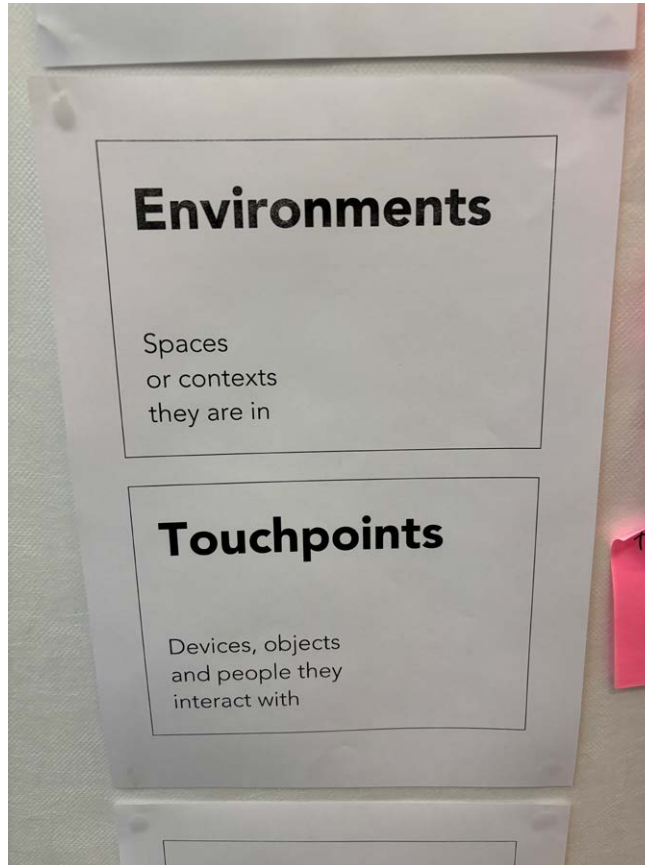 Environments
Spaces
or contexts
they are in
Touchpoints
Devices, objects
and people they
interact with